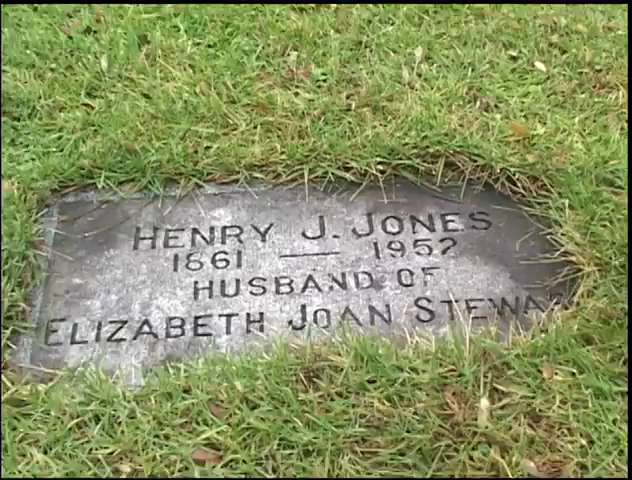 HENRY J. JONES
1861 — 1952
HUSBAND OF
ELIZABETH JOAN STEWA